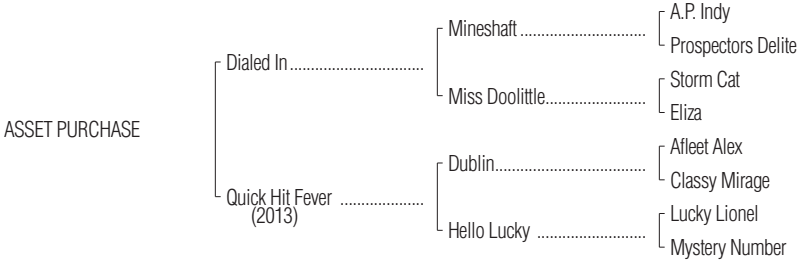 A.P. Indy
Mineshaft ..............................
Prospectors Delite
Dialed In ................................
Storm Cat
Miss Doolittle........................
Eliza
ASSET PURCHASE
Afleet Alex
Dublin....................................
Classy Mirage
Quick Hit Fever ....................
(2013)
Lucky Lionel
Hello Lucky ..........................
Mystery Number